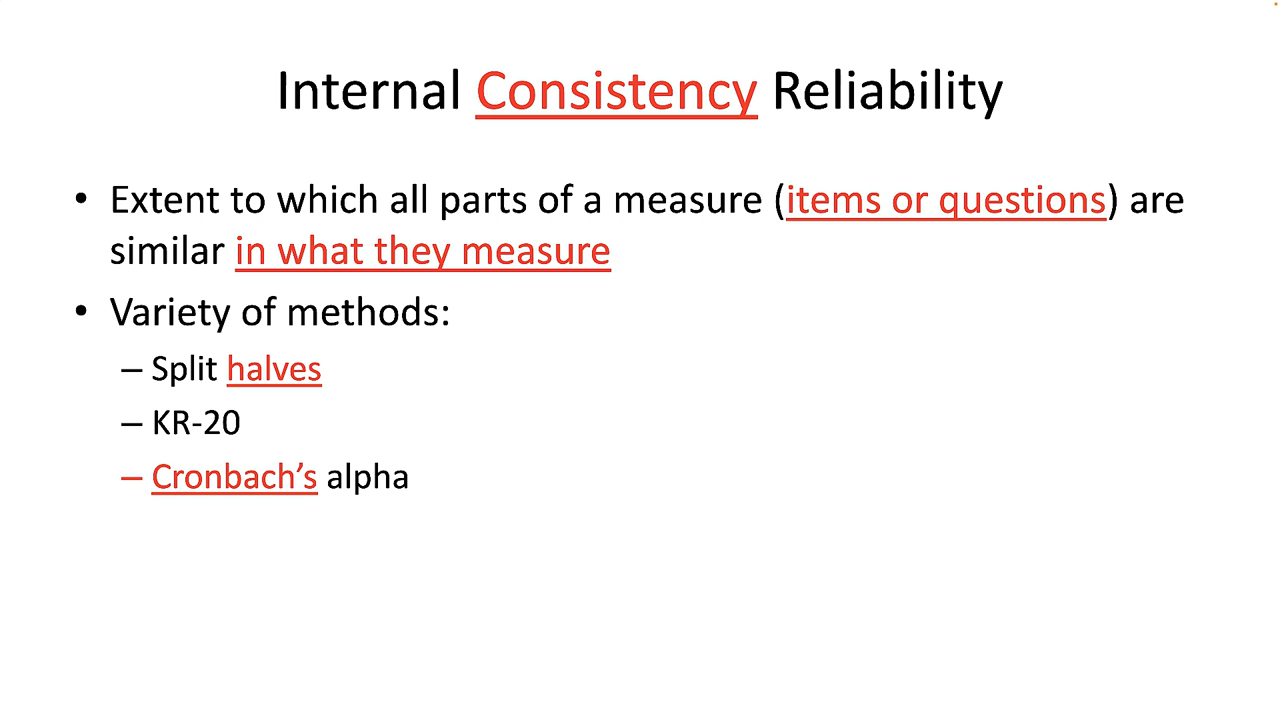 Internal Consistency Reliability
• Extent to which all parts of a measure (items or questions) are
similar in what they measure
• Variety of methods:
– Split halves
– KR-20
– Cronbach’s alpha